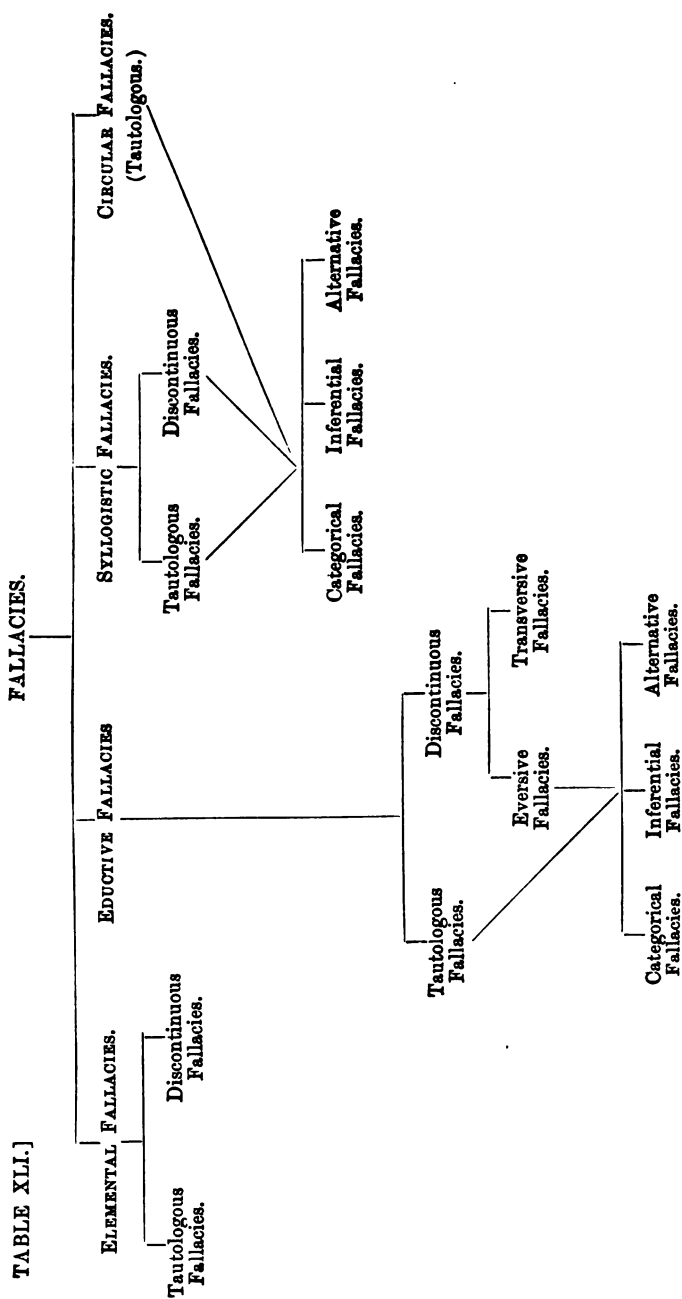 TABLE XLI.]
FALLACIES.
ELEMENTAL FALLACIES.
EDUCTIVE FALLACIES
SYLLOGISTIC FALLACIES.
CIRCULAR FALLACIES.
(Tautologous.)
Tautologous
Fallacies.
Discontinuous
Fallacies.
Tautologous
Fallacies.
Discontinuous
Fallacies.
Categorical
Fallacies.
Inferential
Fallacies.
Alternative
Fallacies.
Tautologous
Fallacies.
Discontinuous
Fallacies.
Eversive
Fallacies.
Transversive
Fallacies.
Categorical
Fallacies.
Inferential
Fallacies.
Alternative
Fallacies.